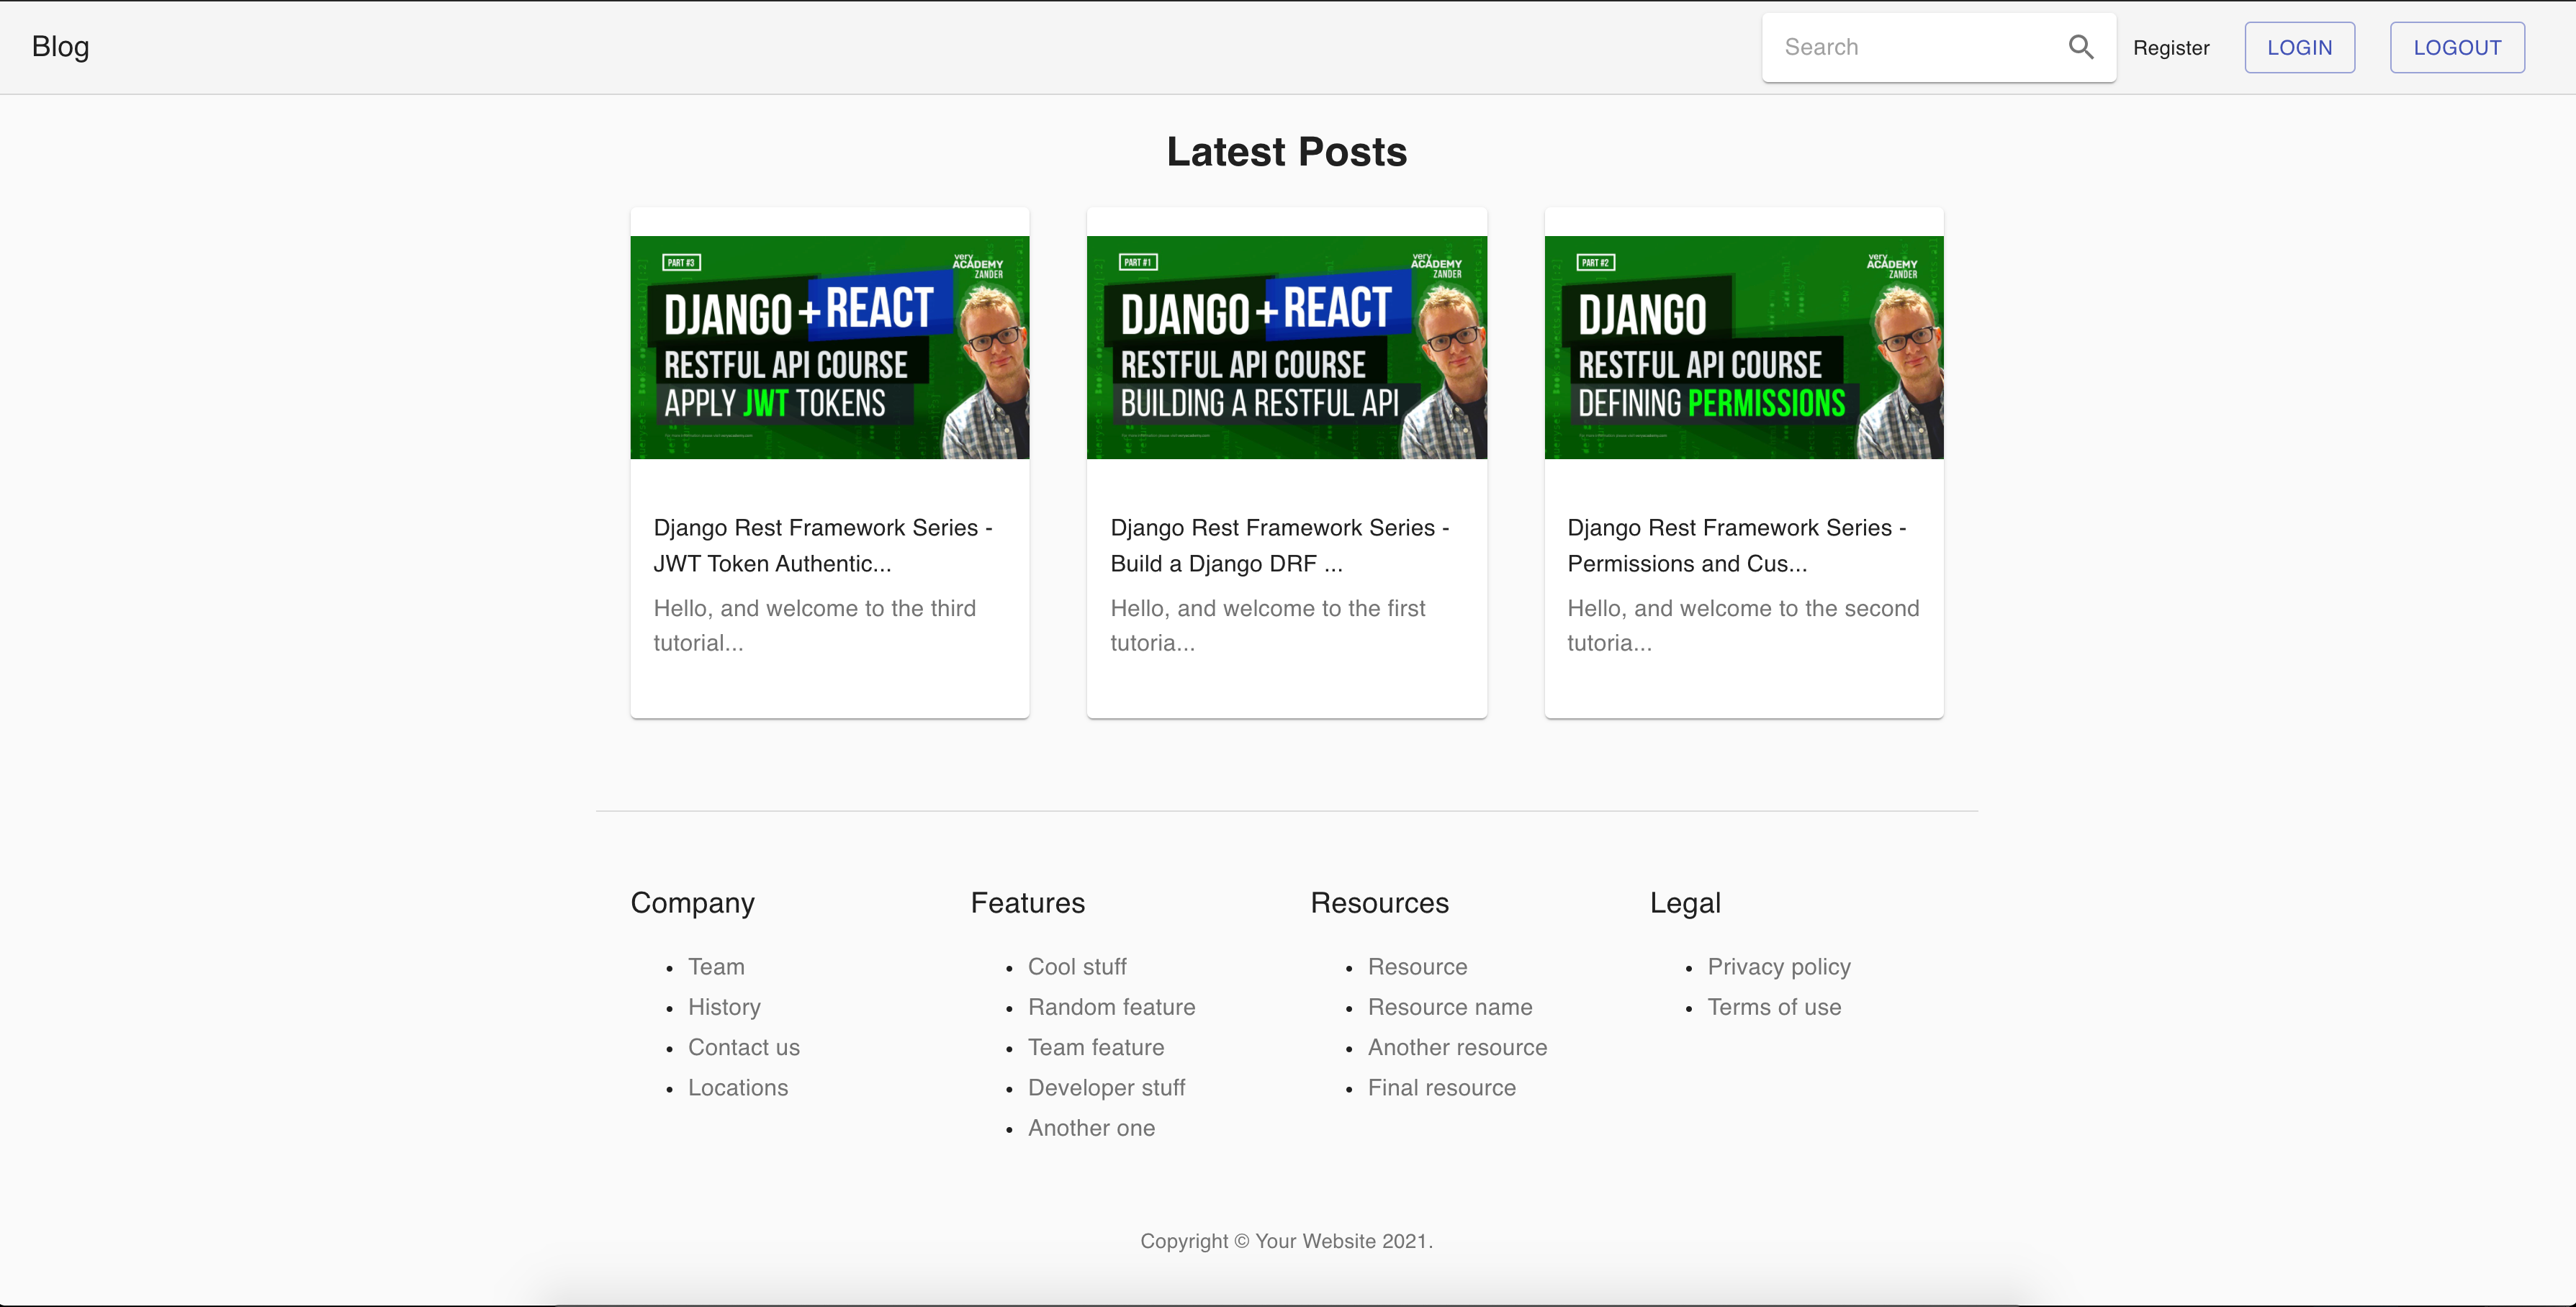 Blog
Search
Register
LOGIN
LOGOUT
Latest Posts
PART #3
very
ACADEMY
ZANDER
DJANGO + REACT
RESTFUL API COURSE
APPLY JWT TOKENS
Django Rest Framework Series -
JWT Token Authentic...
Hello, and welcome to the third
tutorial...
PART #1
very
ACADEMY
ZANDER
DJANGO + REACT
RESTFUL API COURSE
BUILDING A RESTFUL API
Django Rest Framework Series -
Build a Django DRF ...
Hello, and welcome to the first
tutoria...
PART #2
very
ACADEMY
ZANDER
DJANGO
RESTFUL API COURSE
DEFINING PERMISSIONS
Django Rest Framework Series -
Permissions and Cus...
Hello, and welcome to the second
tutoria...
Company
Team
History
Contact us
Locations
Features
Cool stuff
Random feature
Team feature
Developer stuff
Another one
Resources
Resource
Resource name
Another resource
Final resource
Legal
Privacy policy
Terms of use
Copyright © Your Website 2021.